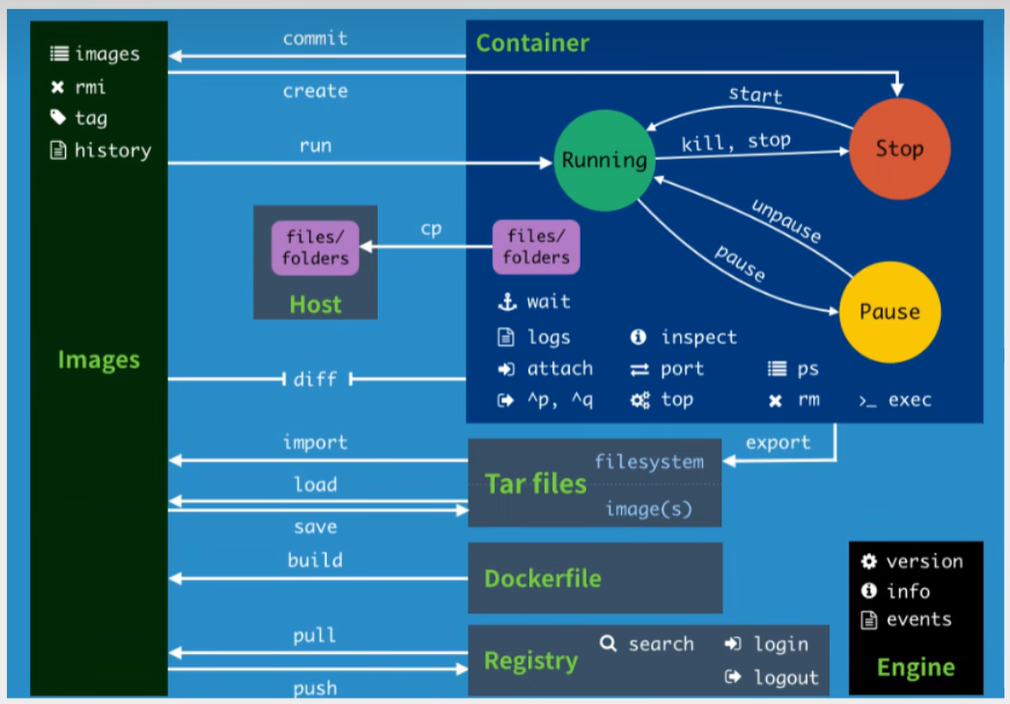 images
rmi
tag
history
Images
commit
create
run
Container
start
Running
kill, stop
Stop
unpause
pause
Pause
files/
folders
Host
cp
files/
folders
wait
logs
inspect
attach
port
ps
^p, ^q
top
rm
>_ exec
diff
import
export
filesystem
load
Tar files
image(s)
save
build
Dockerfile
pull
push
Registry
search
login
logout
version
info
events
Engine